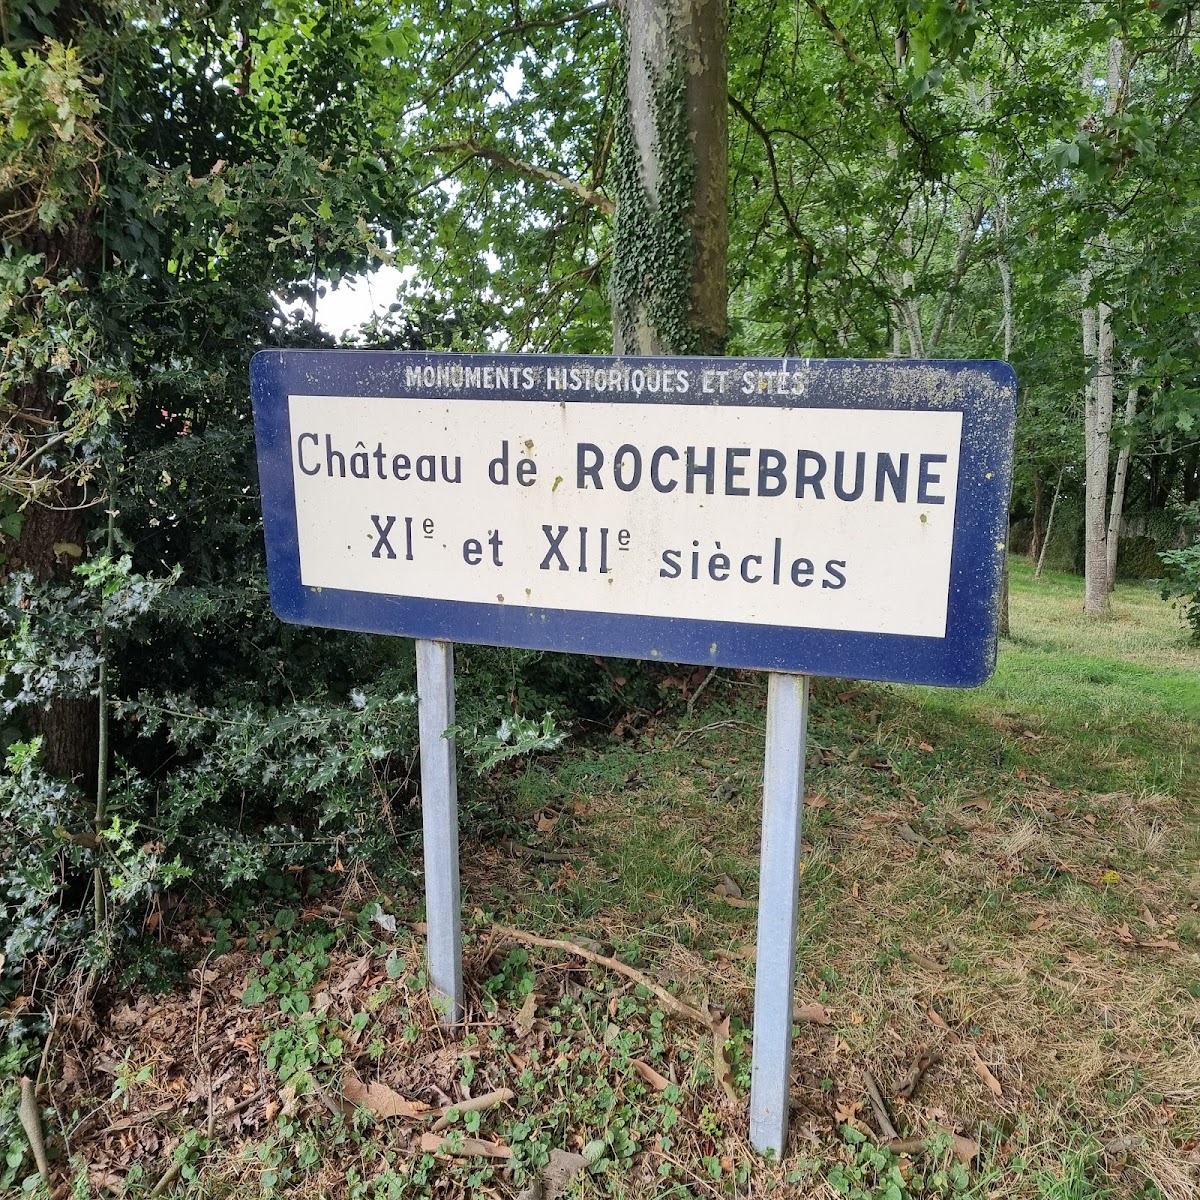 MONUMENTS HISTORIQUES ET SITES
Château de ROCHEBRUNE
XIᵉ et XIIᵉ siècles